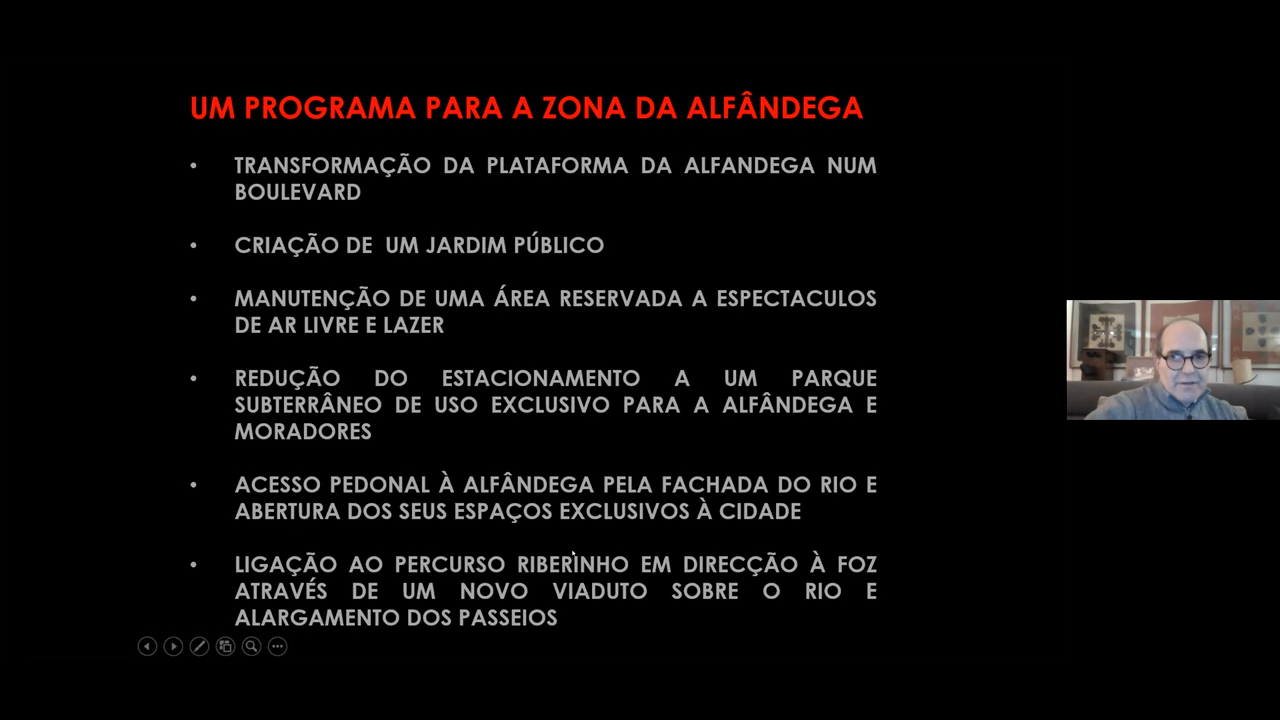 UM PROGRAMA PARA A ZONA DA ALFÂNDEGA
• TRANSFORMAÇÃO DA PLATAFORMA DA ALFANDEGA NUM
BOULEVARD
• CRIAÇÃO DE UM JARDIM PÚBLICO
• MANUTENÇÃO DE UMA ÁREA RESERVADA A ESPECTACULOS
DE AR LIVRE E LAZER
• REDUÇÃO DO ESTACIONAMENTO A UM PARQUE
SUBTERRÂNEO DE USO EXCLUSIVO PARA A ALFÂNDEGA E
MORADORES
• ACESSO PEDONAL À ALFÂNDEGA PELA FACHADA DO RIO E
ABERTURA DOS SEUS ESPAÇOS EXCLUSIVOS À CIDADE
• LIGAÇÃO AO PERCURSO RIBERINHO EM DIRECÇÃO À FOZ
ATRAVÉS DE UM NOVO VIADUTO SOBRE O RIO E
ALARGAMENTO DOS PASSEIOS